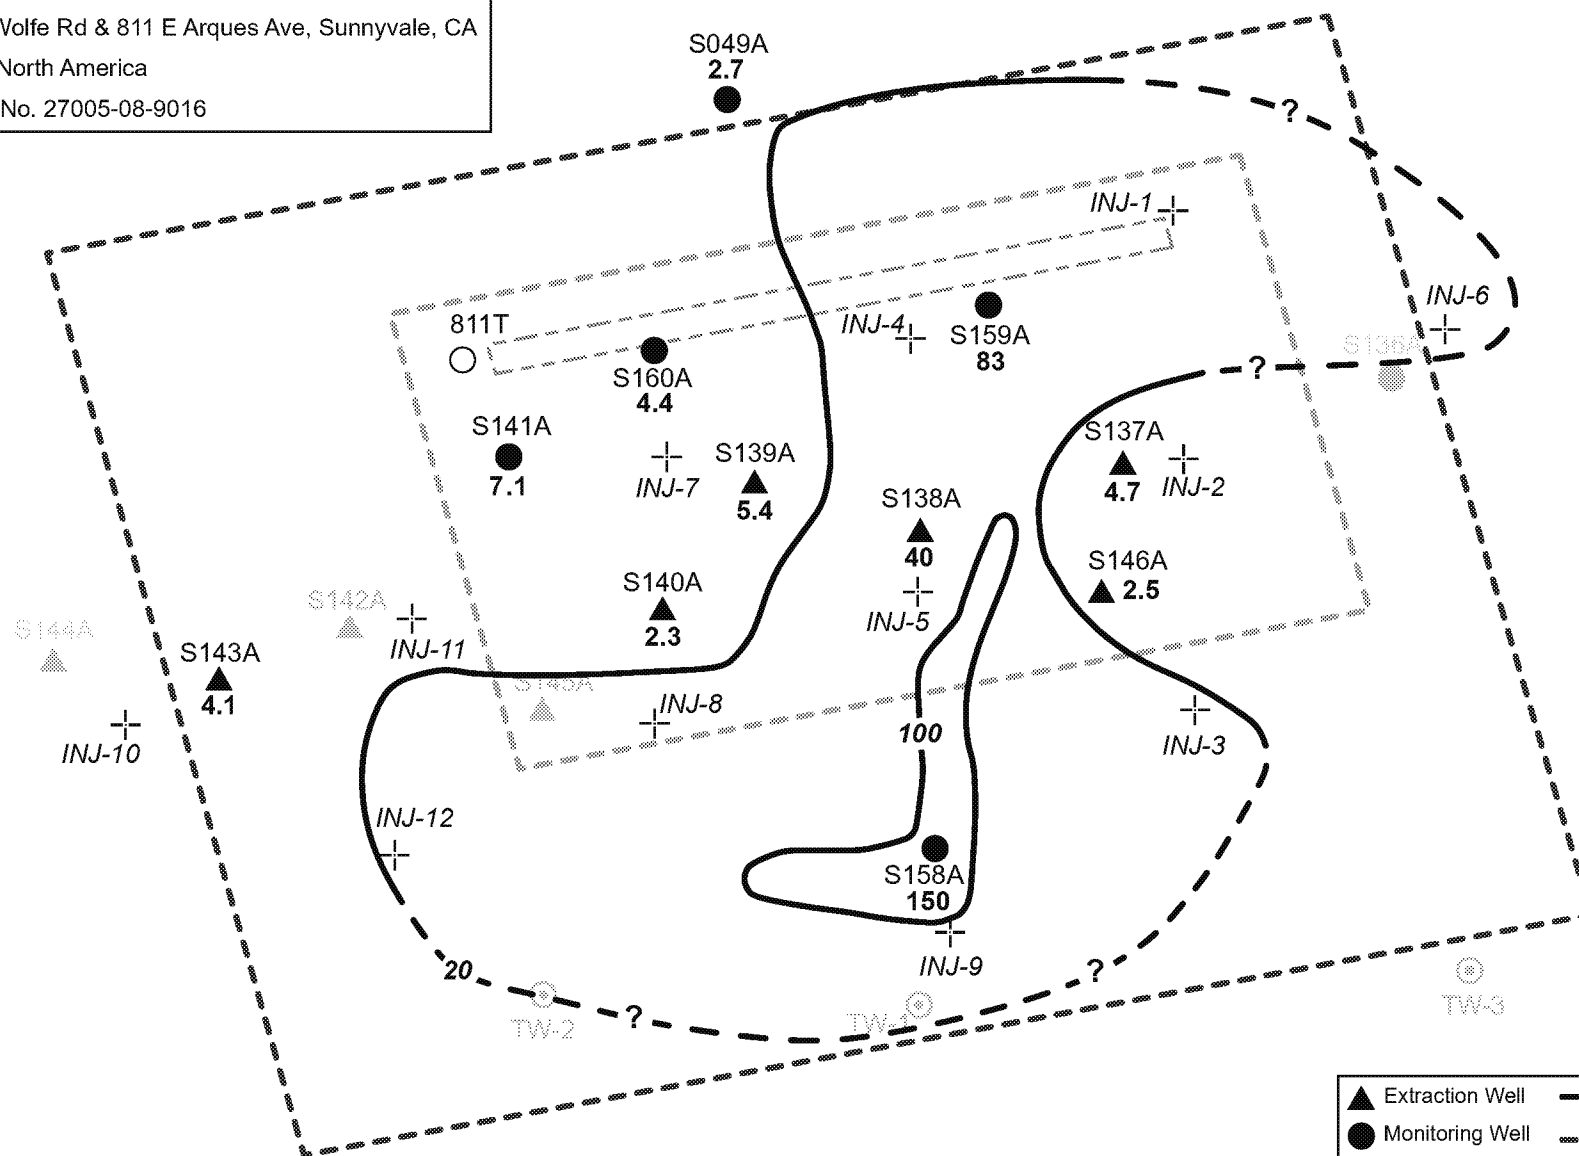 Wolfe Rd & 811 E Arques Ave, Sunnyvale, CA
North America
No. 27005-08-9016
S049A
2.7
?
INJ-1
INJ-6
811T
INJ-4
S159A
83
S136A
S160A
4.4
?
S141A
7.1
INJ-7
S139A
5.4
S137A
4.7
INJ-2
S138A
40
S146A
2.5
INJ-5
S140A
2.3
S142A
INJ-11
S144A
S143A
4.1
S145A
INJ-8
INJ-10
100
INJ-3
INJ-12
S158A
150
INJ-9
20
?
?
TW-2
TW-1
TW-3
Extraction Well
Monitoring Well